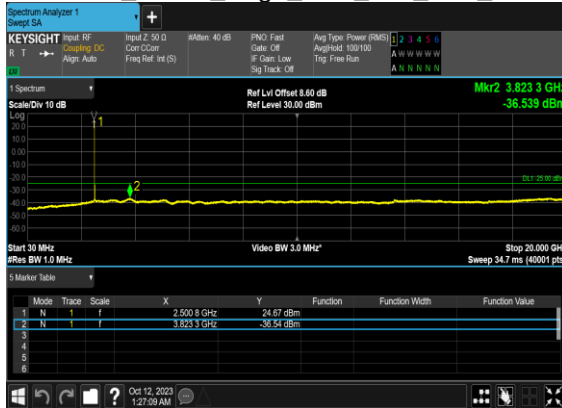 Spectrum Analyzer 1
Swept SA
+
KEYSIGHT Input: RF Input Z: 50 Ω #Atten: 40 dB PNO: Fast Avg Type: Power (RMS) 1 2 3 4 5 6
R T Coupling: DC Corr CCorr Gate: Off Avg|Hold: 100/100 A W W W W W
Align: Auto Freq Ref: Int (S) IF Gain: Low Trig: Free Run
Sig Track: Off A N N N N N
LU
1 Spectrum Ref Lvl Offset 8.60 dB Mkr2 3.823 3 GHz
Scale/Div 10 dB Ref Level 30.00 dBm -36.539 dBm
Log
20.0
10.0
0.00
-10.0
-20.0
-30.0
-40.0
-50.0
-60.0
1
2
DL1 -25.00 dBm
Start 30 MHz Video BW 3.0 MHz* Stop 20.000 GH
#Res BW 1.0 MHz Sweep 34.7 ms (40001 pts
5 Marker Table
Mode Trace Scale X Y Function Function Width Function Value
1 N 1 f 2.500 8 GHz 24.67 dBm
2 N 1 f 3.823 3 GHz -36.54 dBm
3
4
5
6
? Oct 12, 2023
1:27:09 AM